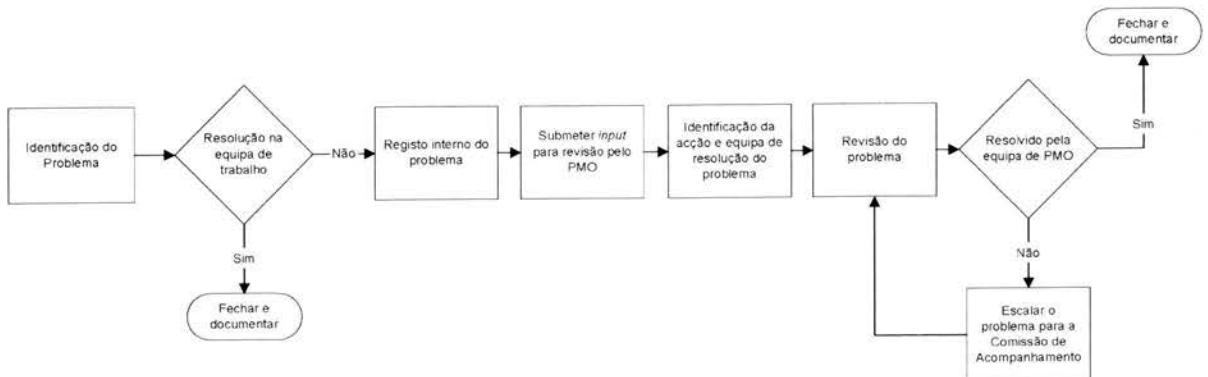 Identificação do
Problema
Resolução na
equipa de
trabalho
Não
Sim
Fechar e
documentar
Registo interno do
problema
Submeter input
para revisão pelo
PMO
Identificação da
acção e equipa de
resolução do
problema
Revisão do
problema
Resolvido pela
equipa de PMO
Sim
Fechar e
documentar
Não
Escalar o
problema para a
Comissão de
Acompanhamento